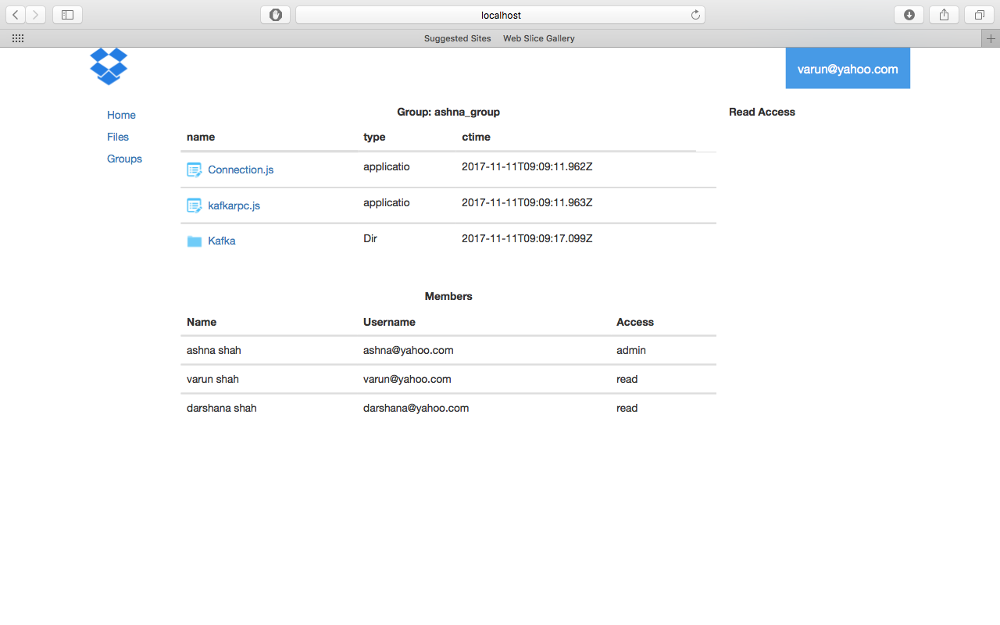 localhost
Suggested Sites Web Slice Gallery
varun@yahoo.com
Home
Files
Groups
Group: ashna_group
name type ctime
Connection.js applicatio 2017-11-11T09:09:11.962Z
kafkarpc.js applicatio 2017-11-11T09:09:11.963Z
Kafka Dir 2017-11-11T09:09:17.099Z
Members
Name Username Access
ashna shah ashna@yahoo.com admin
varun shah varun@yahoo.com read
darshana shah darshana@yahoo.com read
Read Access